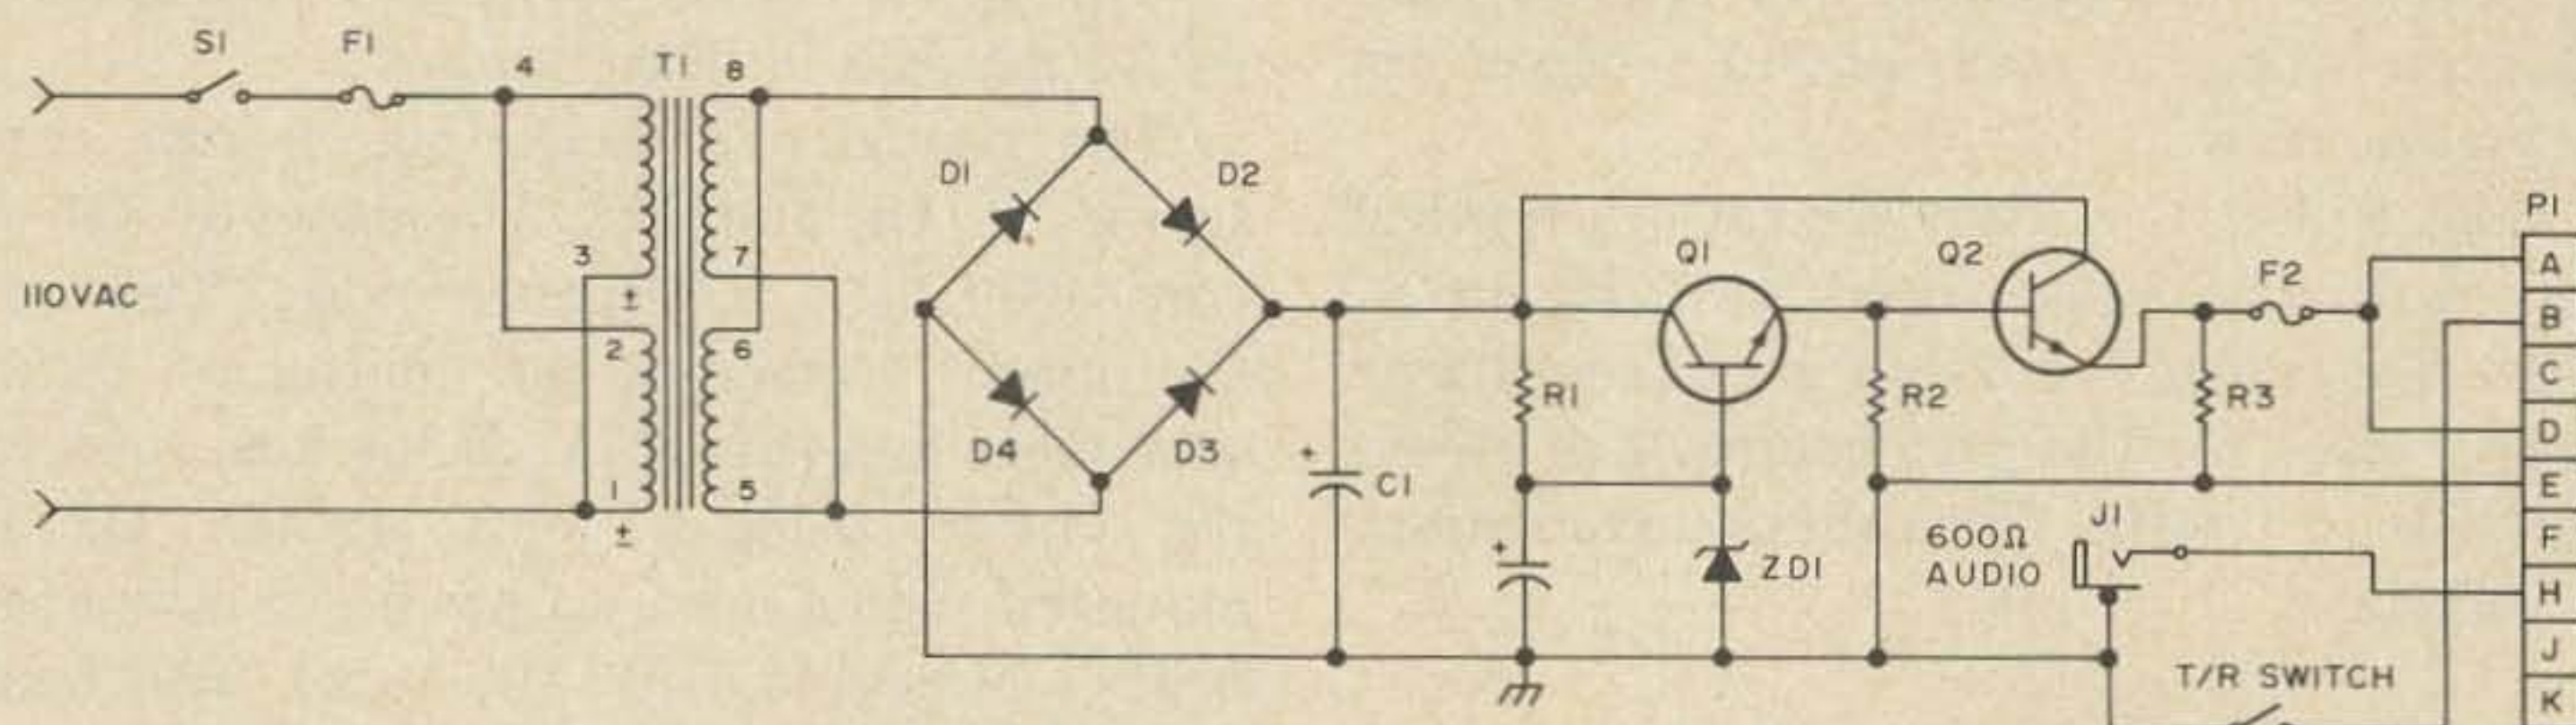 S1
F1
4
T1
8
3
±
7
2
6
1
±
5
110VAC
D1
D2
D4
D3
C1
R1
Q1
ZD1
R2
Q2
R3
F2
600Ω
AUDIO
J1
T/R SWITCH
P1
A
B
C
D
E
F
H
J
K